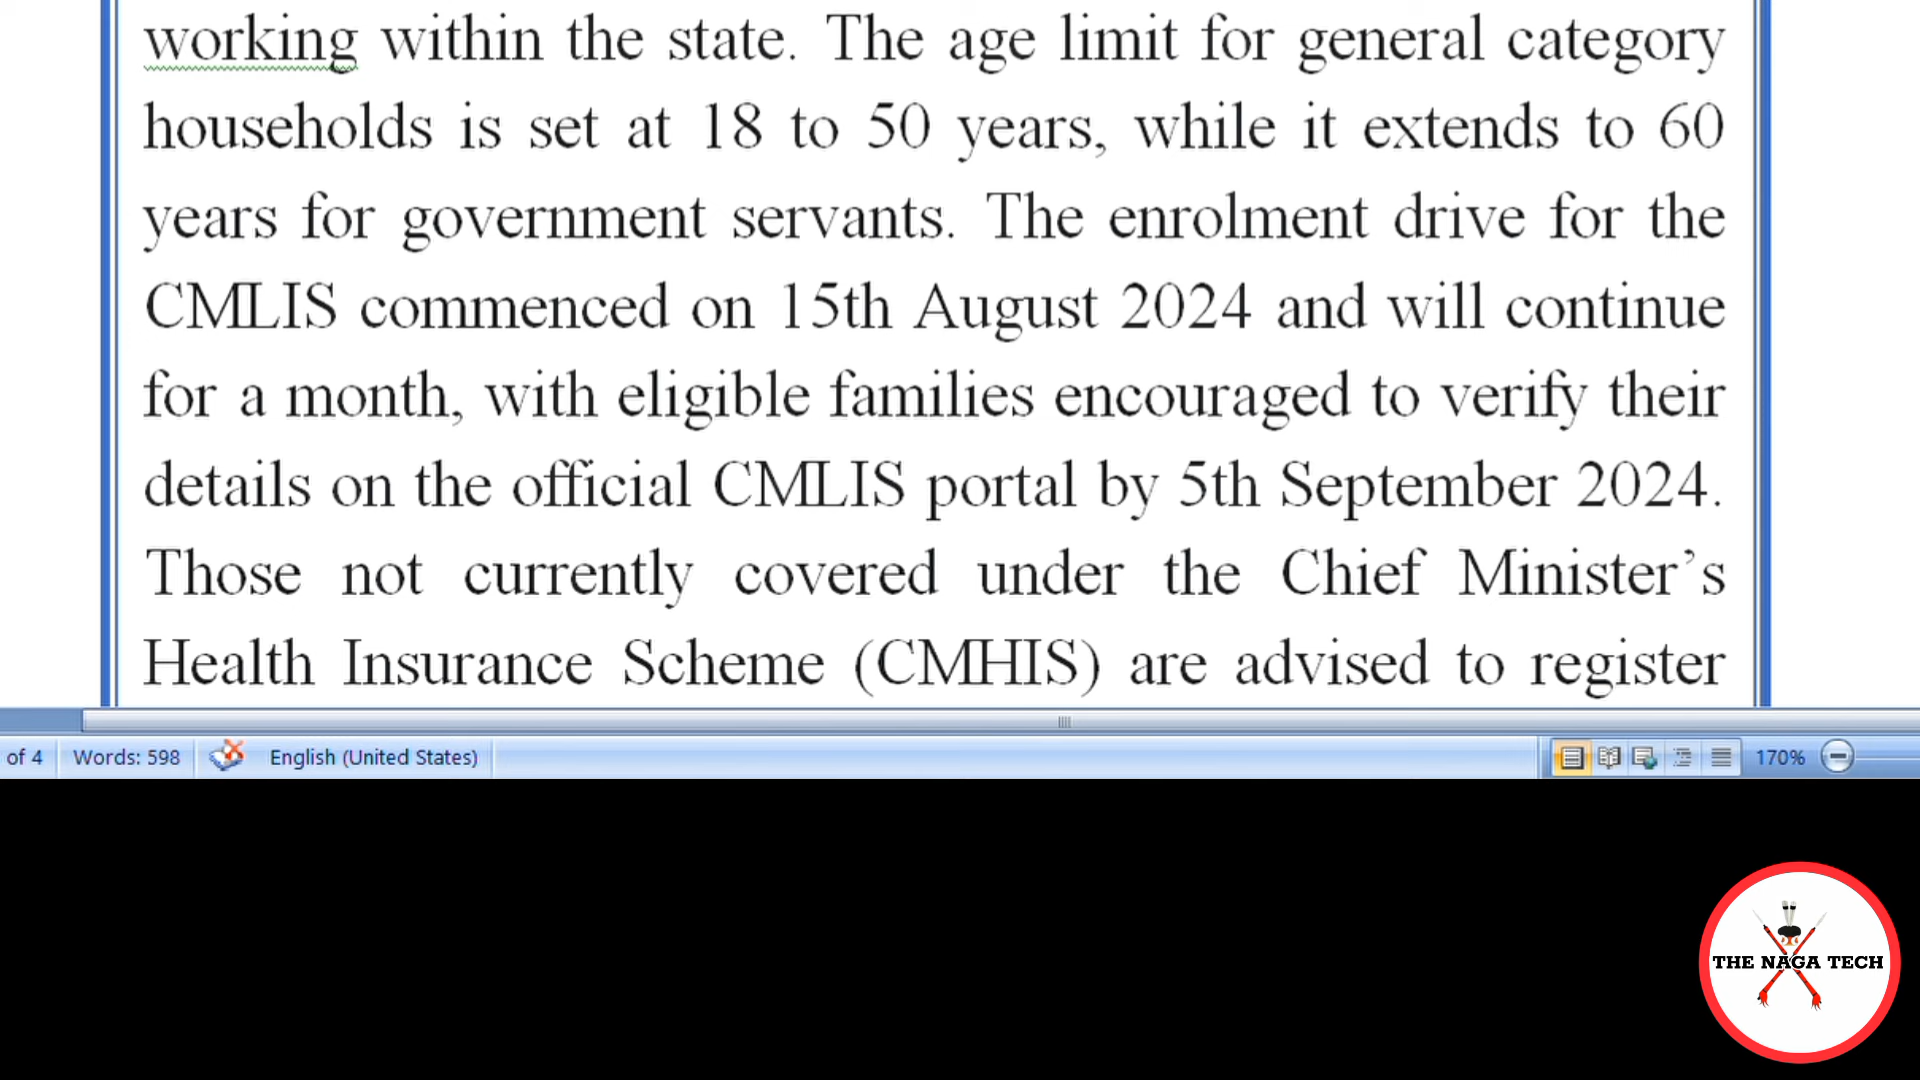 working within the state. The age limit for general category
households is set at 18 to 50 years, while it extends to 60
years for government servants. The enrolment drive for the
CMLIS commenced on 15th August 2024 and will continue
for a month, with eligible families encouraged to verify their
details on the official CMLIS portal by 5th September 2024.
Those not currently covered under the Chief Minister’s
Health Insurance Scheme (CMHIS) are advised to register
of 4 Words: 598 English (United States) 170%
THE NAGA TECH